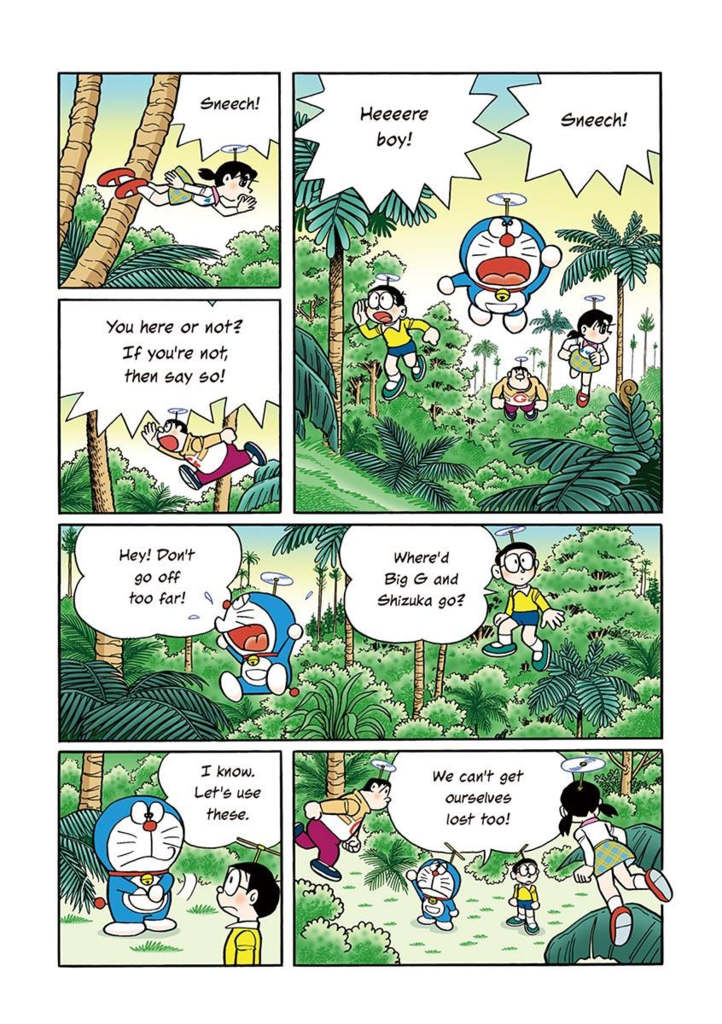 Sneech!
Heeeere
boy!
G
Sneech!
You here or not?
If you're not,
then say so!
Where'd
Big G and
Shizuka go?
Hey! Don't
go off
too far!
We can't get
ourselves
lost too!
I know.
Let's use
these.